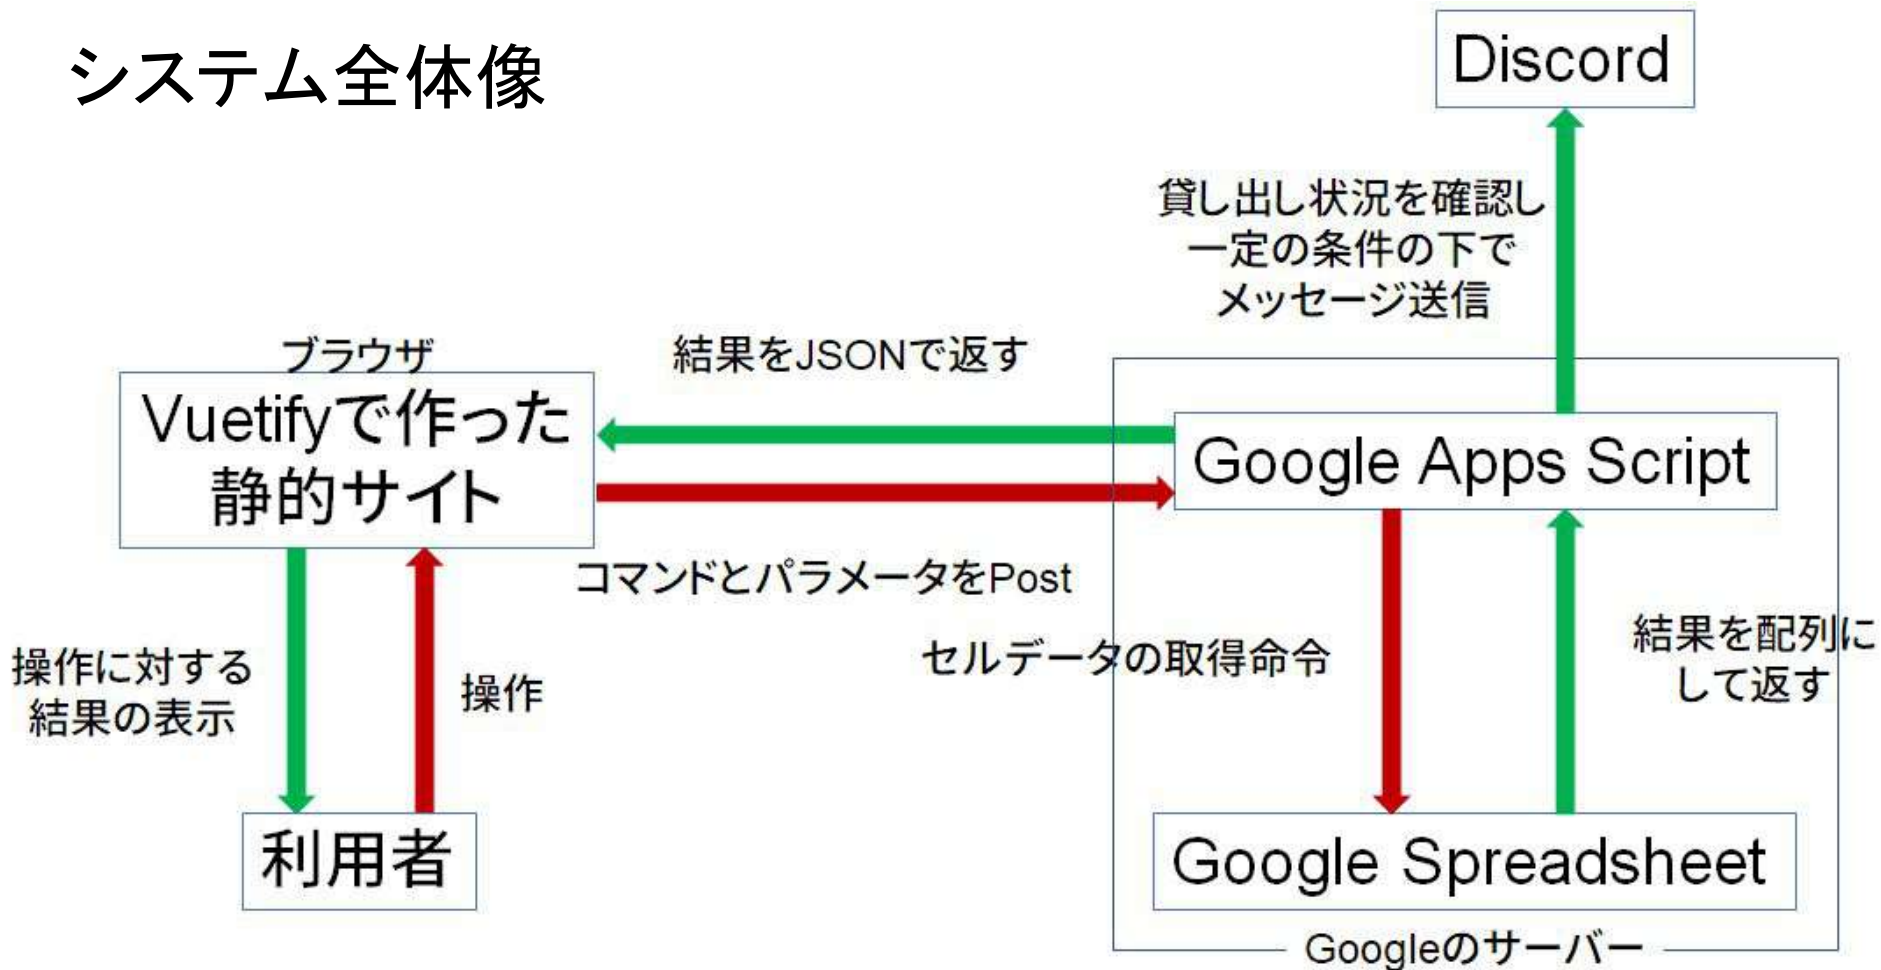 システム全体像
Discord
貸し出し状況を確認し
一定の条件の下で
メッセージ送信
ブラウザ
結果をJSONで返す
Vuetifyで作った
静的サイト
Google Apps Script
コマンドとパラメータをPost
セルデータの取得命令
結果を配列に
して返す
操作に対する
結果の表示
操作
利用者
Google Spreadsheet
Googleのサーバー